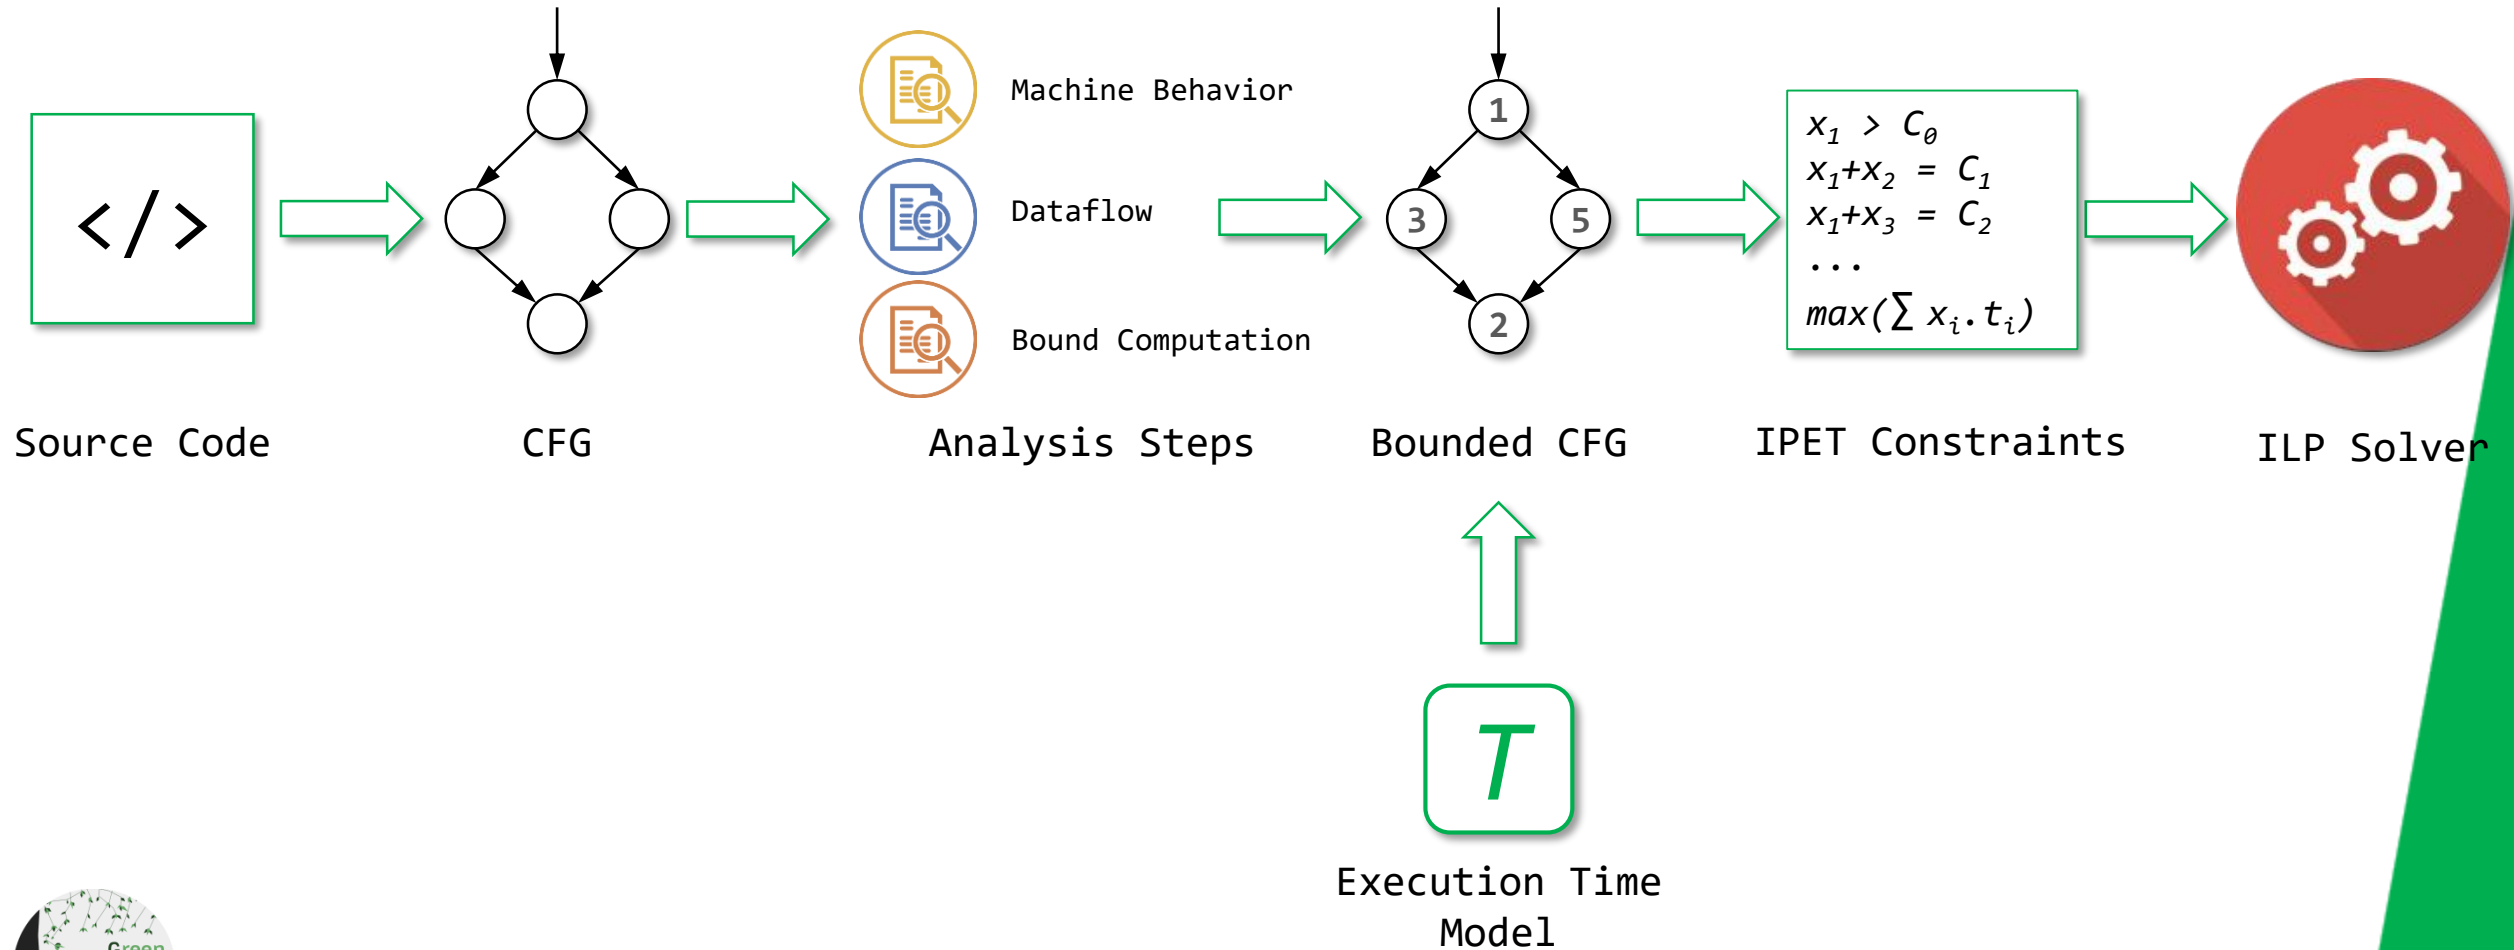 </>
Source Code
CFG
Machine Behavior
Dataflow
Bound Computation
Analysis Steps
1
3 5
2
Bounded CFG
x₁ > C₀
x₁+x₂ = C₁
x₁+x₃ = C₂
...
max(∑ xᵢ.tᵢ)
IPET Constraints
ILP Solver
T
Execution Time
Model
Green